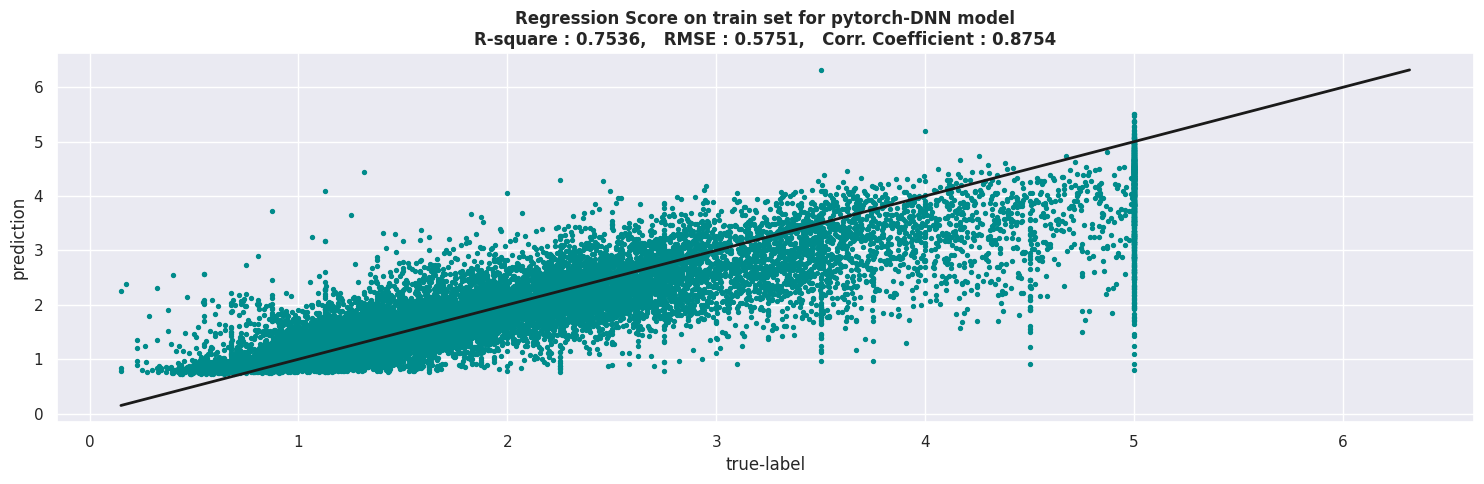 Regression Score on train set for pytorch-DNN model
R-square : 0.7536,   RMSE : 0.5751,   Corr. Coefficient : 0.8754
prediction
6
5
4
3
2
1
0
0 1 2 3 4 5 6
true-label